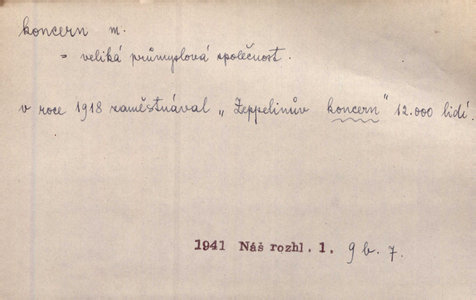 koncern m.
= veliká průmyslová společnost.
v roce 1918 zaměstnával „Zeppelinův koncern" 12.000 lidí.
1941 Náš rozhl. 1. 9 b. 7.